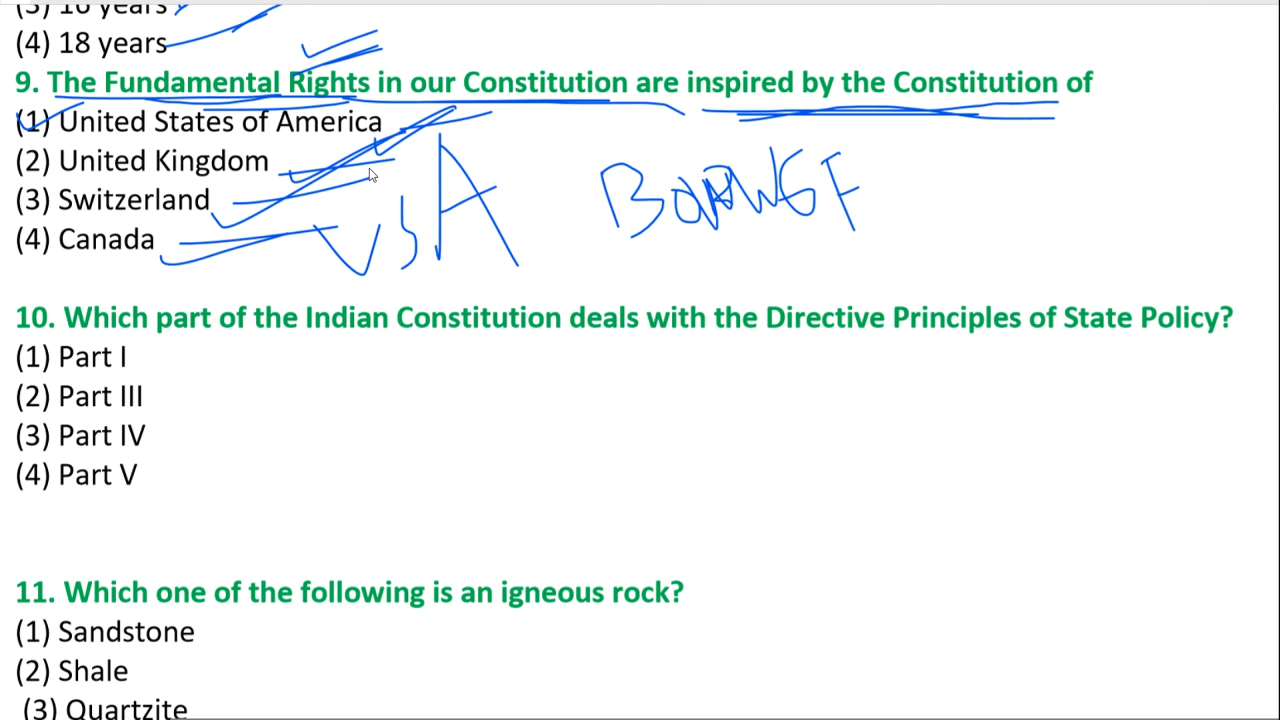 (3) 16 years
(4) 18 years
9. The Fundamental Rights in our Constitution are inspired by the Constitution of
(1) United States of America
(2) United Kingdom
(3) Switzerland
(4) Canada
USA
10. Which part of the Indian Constitution deals with the Directive Principles of State Policy?
(1) Part I
(2) Part III
(3) Part IV
(4) Part V
11. Which one of the following is an igneous rock?
(1) Sandstone
(2) Shale
(3) Quartzite